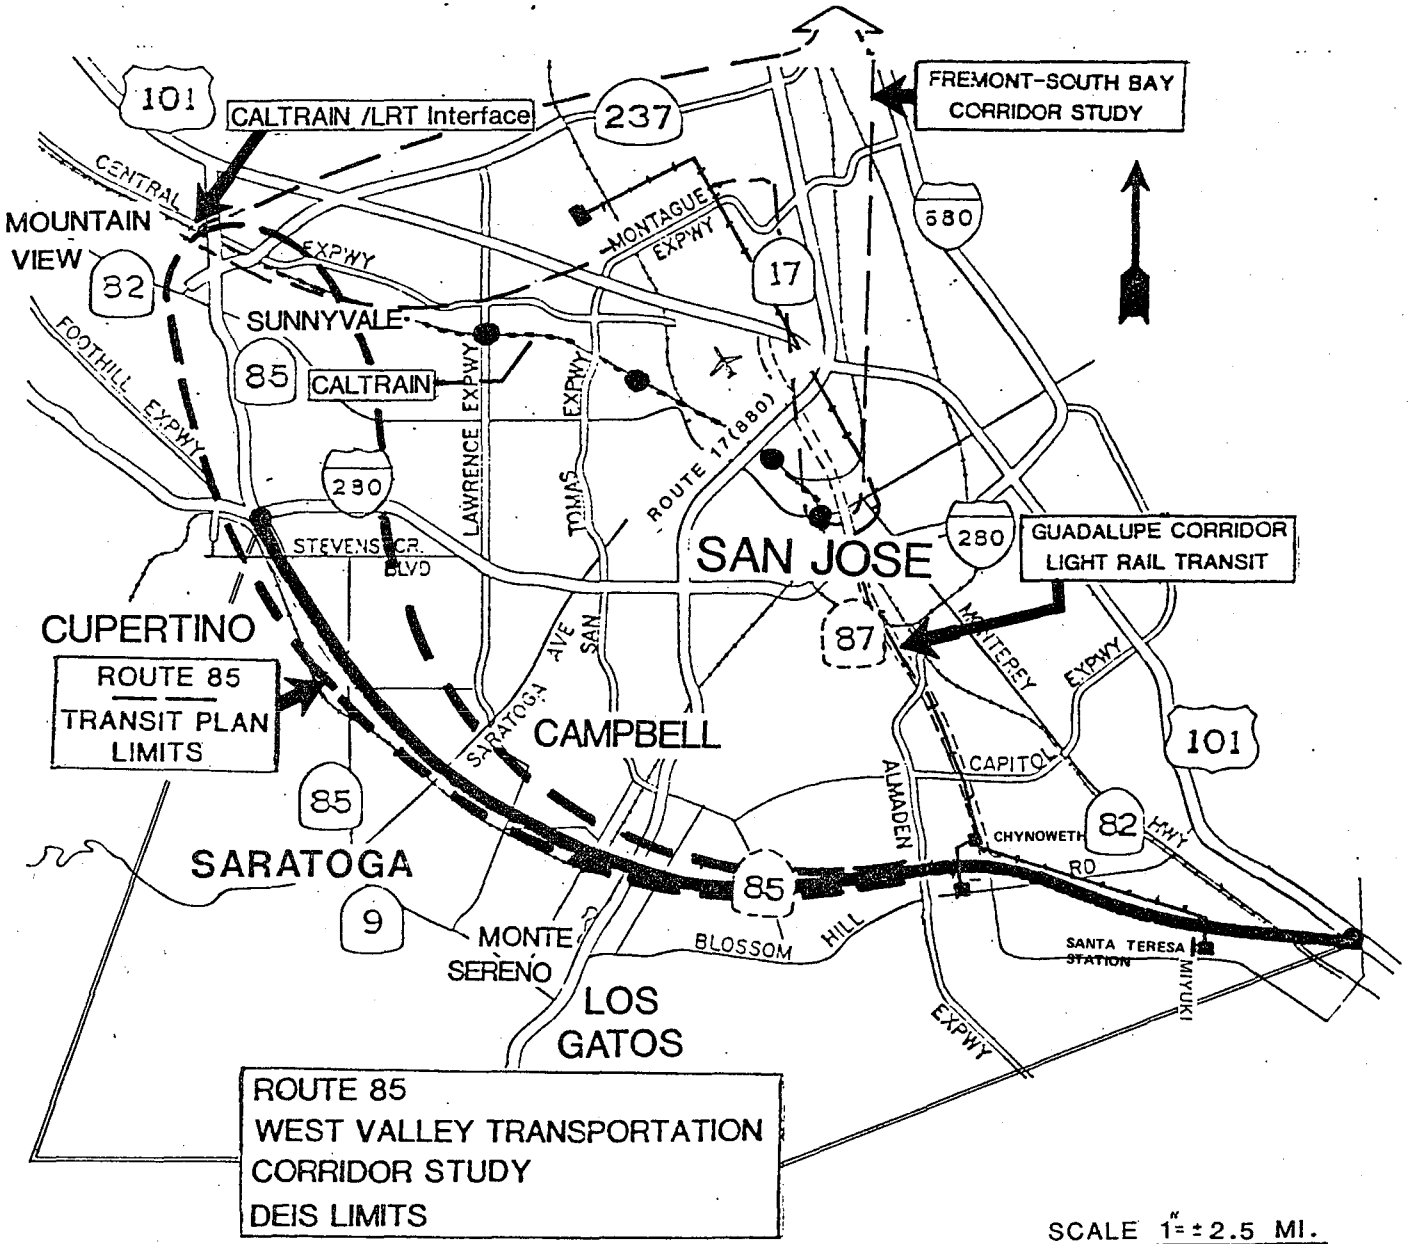 101
CALTRAIN /LRT Interface
237
FREMONT-SOUTH BAY
CORRIDOR STUDY
CENTRAL
EXPWY
MOUNTAIN
VIEW
82
MONTAGUE
EXPWY
680
17
FOOTHILL EXPWY
SUNNYVALE
85
CALTRAIN
LAWRENCE EXPWY
SAN TOMAS EXPWY
ROUTE 17(880)
280
STEVENS CR.
BLVD
SAN JOSE
280
GUADALUPE CORRIDOR
LIGHT RAIL TRANSIT
CUPERTINO
87
MONTEREY HWY
CAPITOL EXPWY
ROUTE 85
TRANSIT PLAN
LIMITS
SARATOGA AVE
CAMPBELL
101
85
ALMADEN EXPWY
CHYNOWETH
82
SARATOGA
85
RD
9
MONTE
SERENO
BLOSSOM HILL
SANTA TERESA
STATION
MIYUKI
LOS
GATOS
ROUTE 85
WEST VALLEY TRANSPORTATION
CORRIDOR STUDY
DEIS LIMITS
SCALE 1"=±2.5 MI.